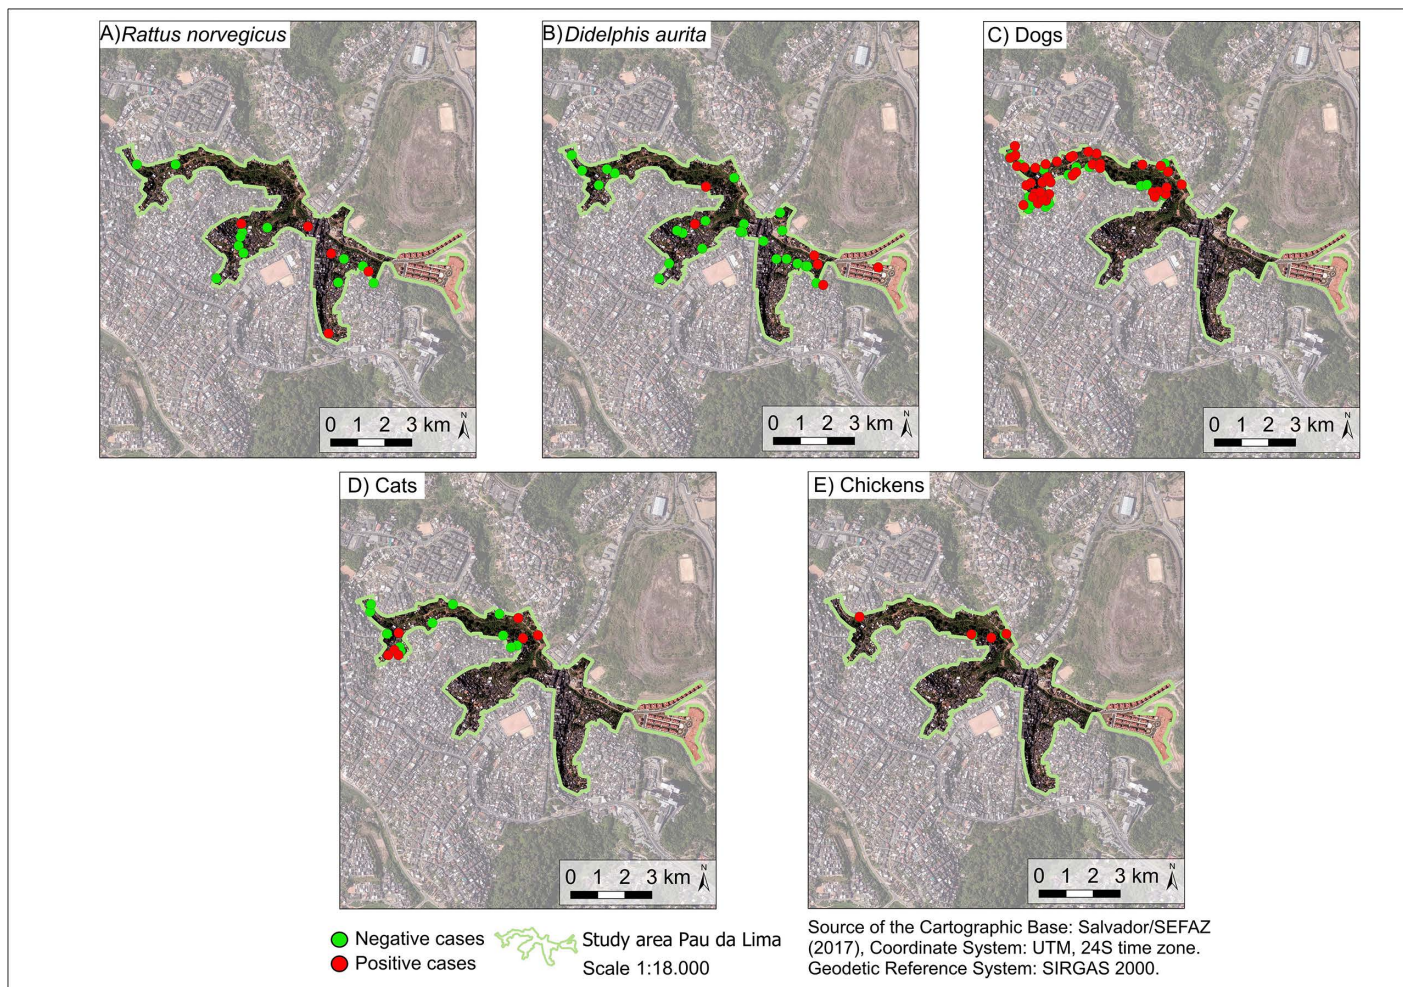 A) Rattus norvegicus
B) Didelphis aurita
C) Dogs
N
0 1 2 3 km
N
0 1 2 3 km
N
0 1 2 3 km
D) Cats
E) Chickens
N
0 1 2 3 km
N
0 1 2 3 km
Negative cases
Positive cases
Study area Pau da Lima
Scale 1:18.000
Source of the Cartographic Base: Salvador/SEFAZ
(2017), Coordinate System: UTM, 24S time zone.
Geodetic Reference System: SIRGAS 2000.